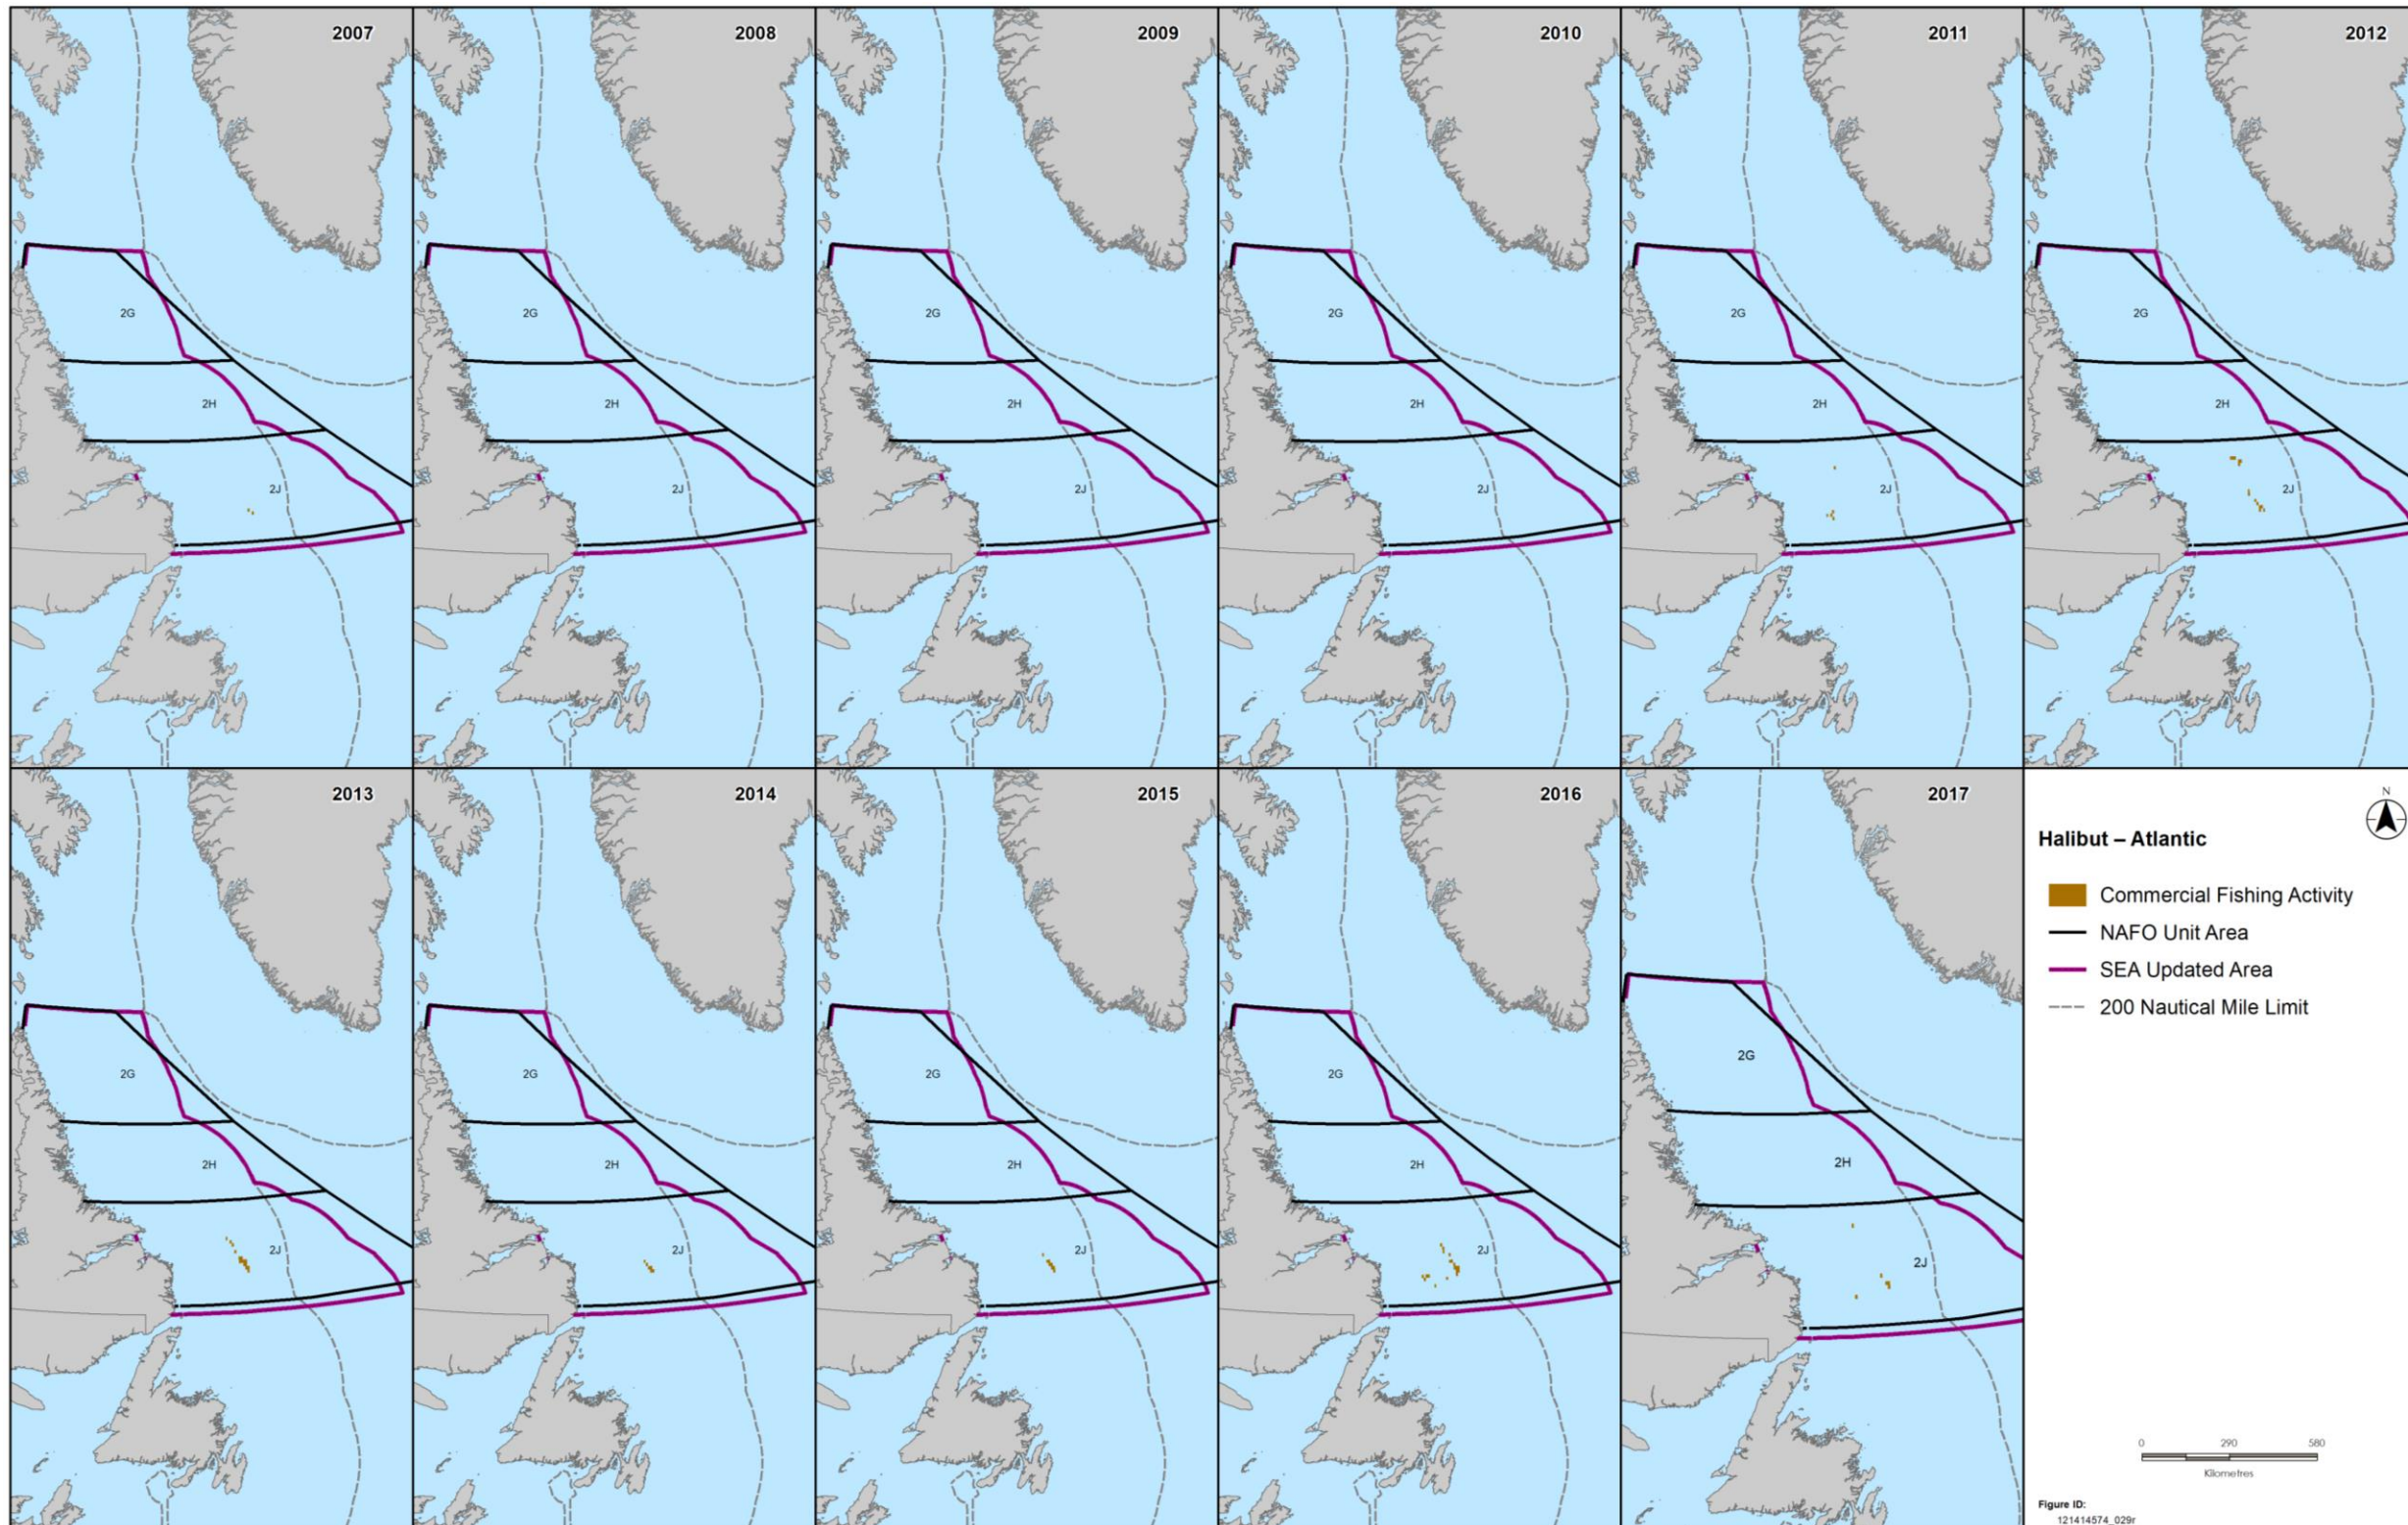 2007
2G
2H
2J
2008
2G
2H
2J
2009
2G
2H
2J
2010
2G
2H
2J
2011
2G
2H
2J
2012
2G
2H
2J
2013
2G
2H
2J
2014
2G
2H
2J
2015
2G
2H
2J
2016
2G
2H
2J
2017
2G
2H
2J
N
Halibut – Atlantic
Commercial Fishing Activity
NAFO Unit Area
SEA Updated Area
200 Nautical Mile Limit
0 290 580
Kilometres
Figure ID:
121414574_029r